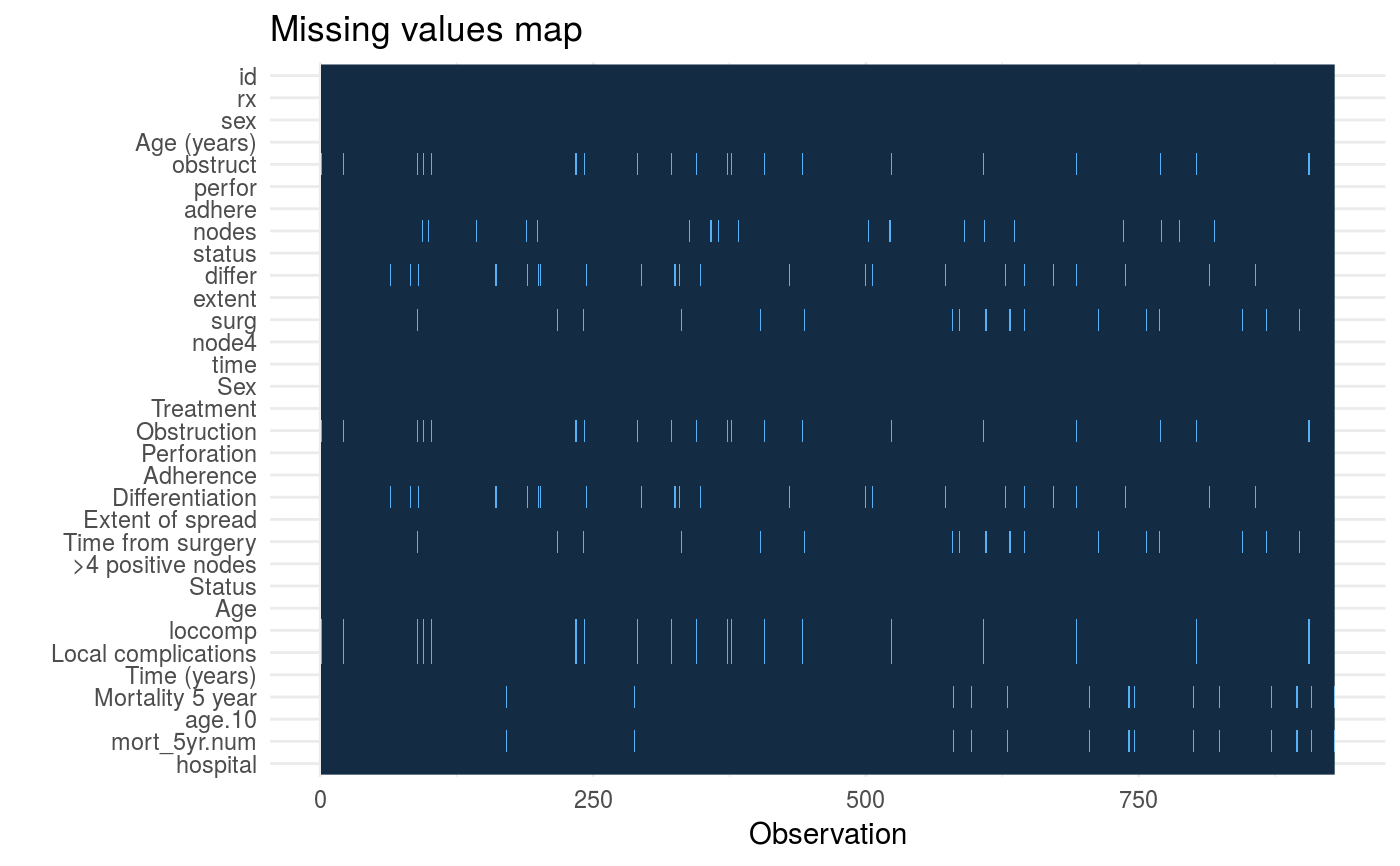 Missing values map
id
rx
sex
Age (years)
obstruct
perfor
adhere
nodes
status
differ
extent
surg
node4
time
Sex
Treatment
Obstruction
Perforation
Adherence
Differentiation
Extent of spread
Time from surgery
>4 positive nodes
Status
Age
loccomp
Local complications
Time (years)
Mortality 5 year
age.10
mort_5yr.num
hospital
0 250 500 750
Observation